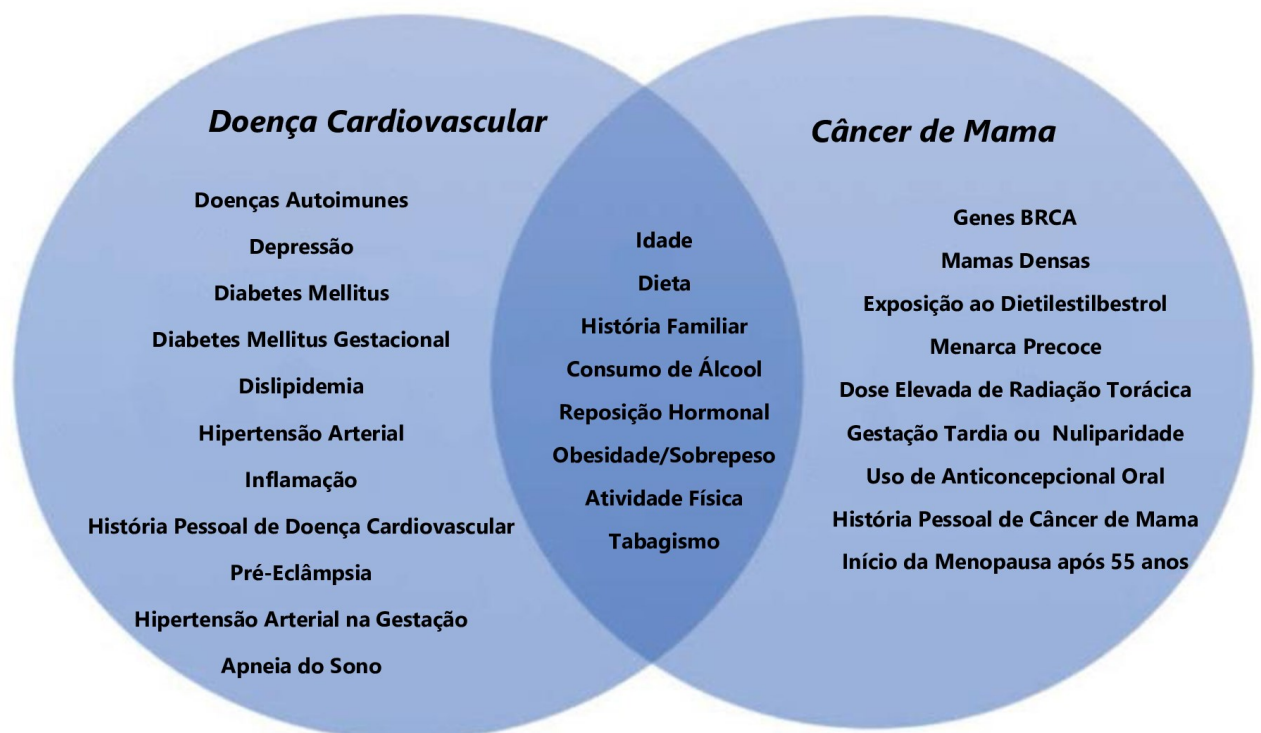 Doença Cardiovascular
Doenças Autoimunes
Depressão
Diabetes Mellitus
Diabetes Mellitus Gestacional
Dislipidemia
Hipertensão Arterial
Inflamação
História Pessoal de Doença Cardiovascular
Pré-Eclâmpsia
Hipertensão Arterial na Gestação
Apneia do Sono
Idade
Dieta
História Familiar
Consumo de Álcool
Reposição Hormonal
Obesidade/Sobrepeso
Atividade Física
Tabagismo
Câncer de Mama
Genes BRCA
Mamas Densas
Exposição ao Dietilestilbestrol
Menarca Precoce
Dose Elevada de Radiação Torácica
Gestação Tardia ou Nuliparidade
Uso de Anticoncepcional Oral
História Pessoal de Câncer de Mama
Início da Menopausa após 55 anos